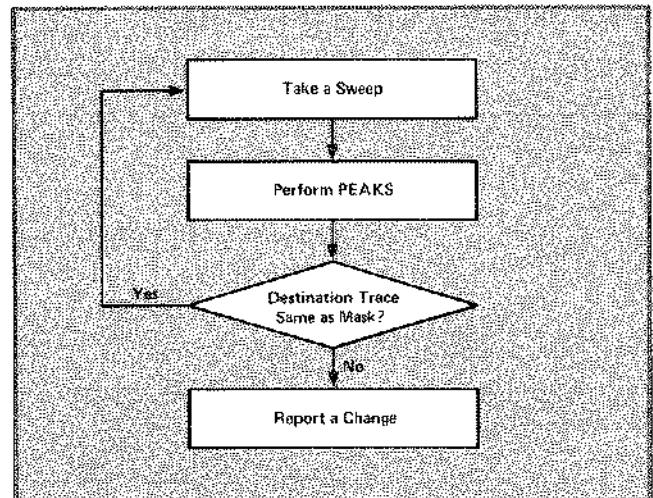 Take a Sweep
Perform PEAKS
Destination Trace
Same as Mask?
Yes
No
Report a Change